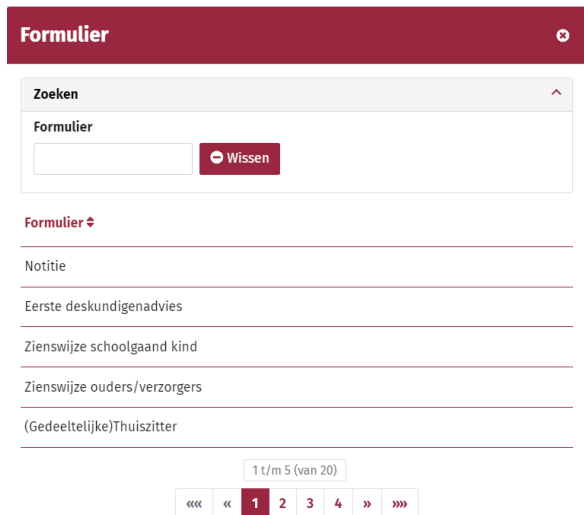 Formulier
Zoeken
Formulier
Wissen
Formulier
Notitie
Eerste deskundigenadvies
Zienswijze schoolgaand kind
Zienswijze ouders/verzorgers
(Gedeeltelijke)Thuiszitter
1 t/m 5 (van 20)
«« « 1 2 3 4 » »»